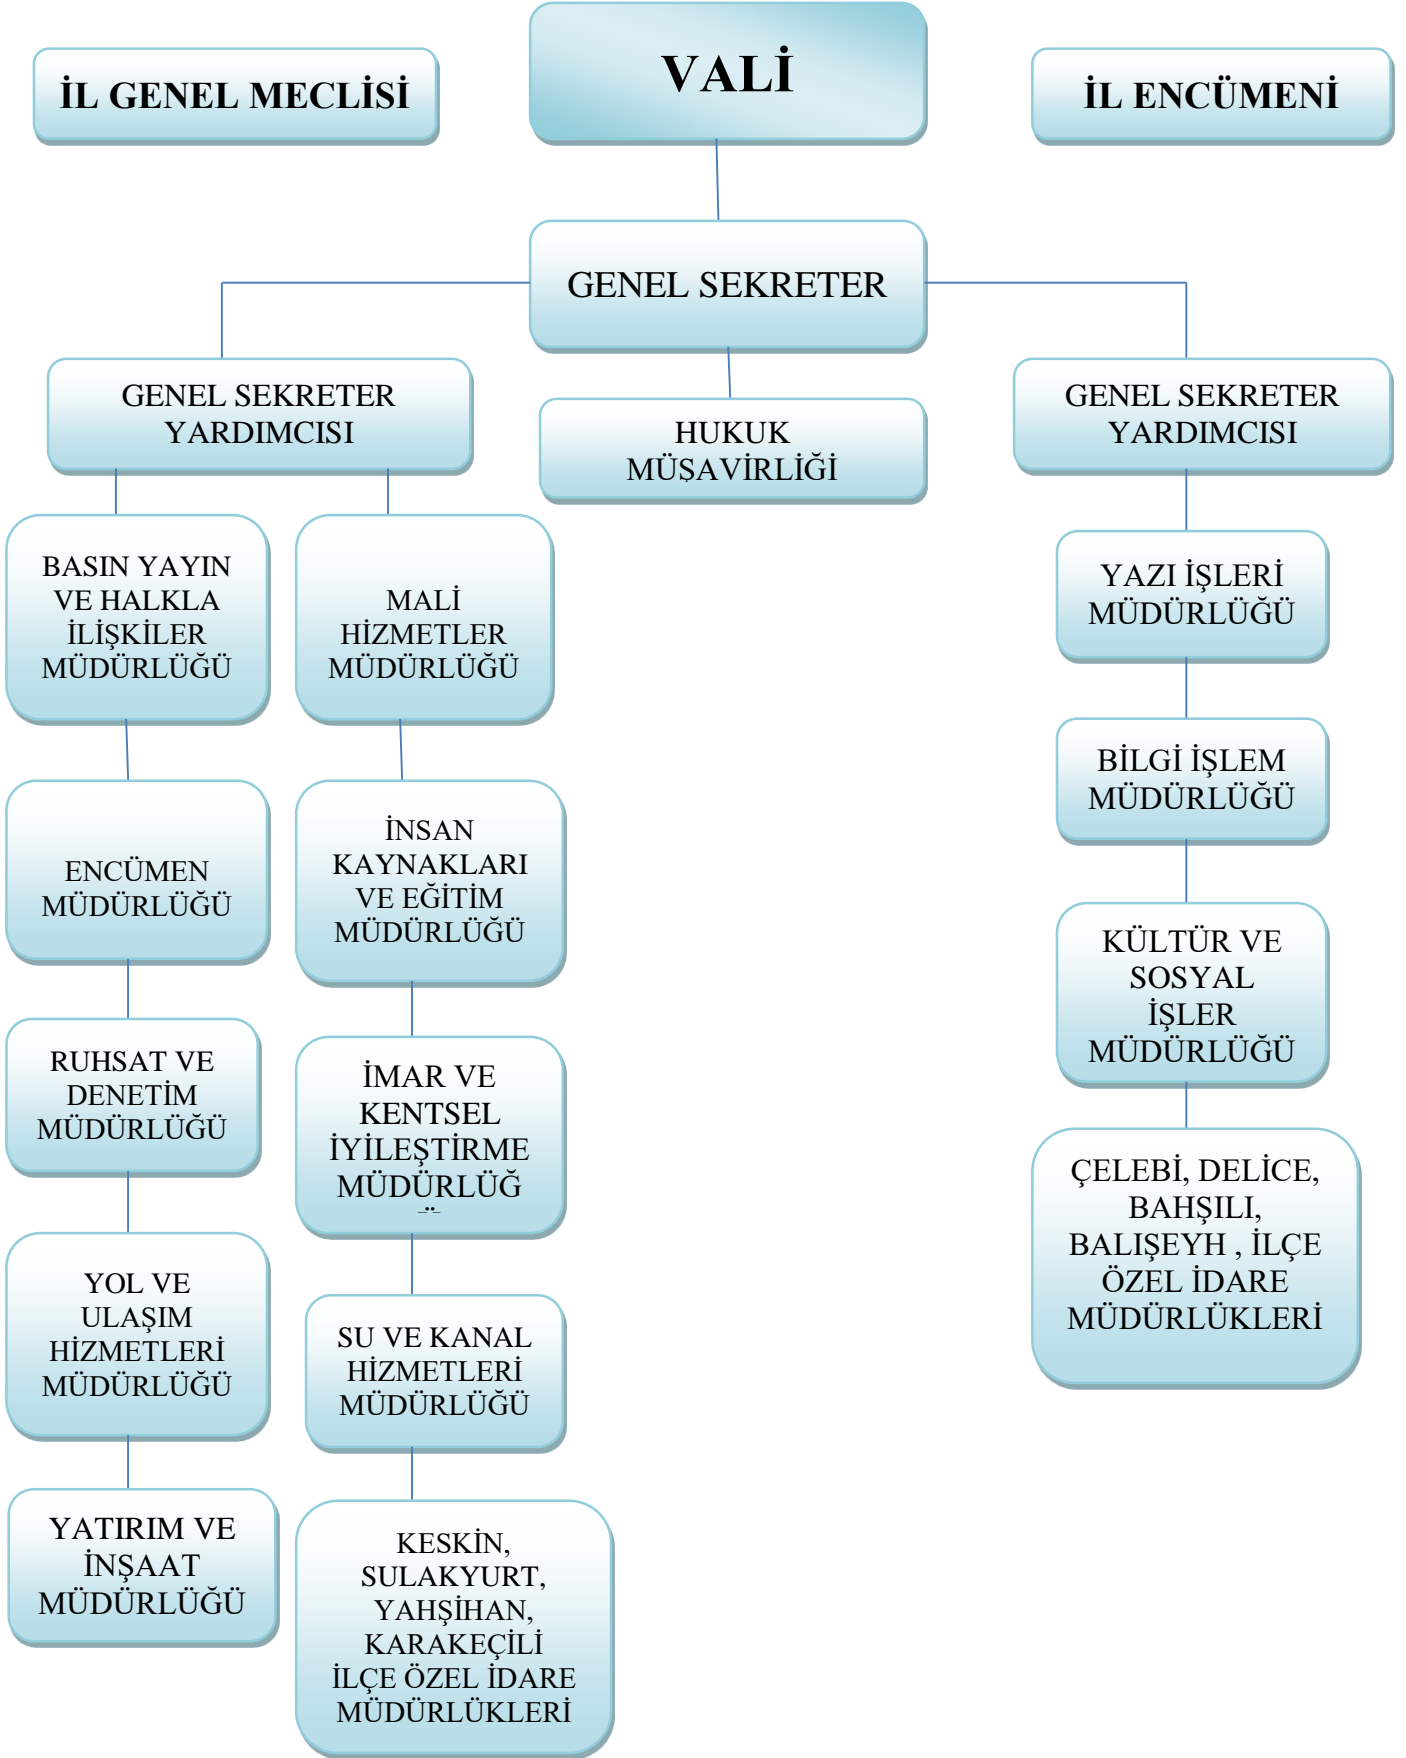 İL GENEL MECLİSİ
VALİ
İL ENCÜMENİ
GENEL SEKRETER
GENEL SEKRETER
YARDIMCISI
HUKUK
MÜŞAVİRLİĞİ
GENEL SEKRETER
YARDIMCISI
BASIN YAYIN
VE HALKLA
İLİŞKİLER
MÜDÜRLÜĞÜ
MALİ
HİZMETLER
MÜDÜRLÜĞÜ
YAZI İŞLERİ
MÜDÜRLÜĞÜ
BİLGİ İŞLEM
MÜDÜRLÜĞÜ
ENCÜMEN
MÜDÜRLÜĞÜ
İNSAN
KAYNAKLARI
VE EĞİTİM
MÜDÜRLÜĞÜ
KÜLTÜR VE
SOSYAL
İŞLER
MÜDÜRLÜĞÜ
RUHSAT VE
DENETİM
MÜDÜRLÜĞÜ
İMAR VE
KENTSEL
İYİLEŞTİRME
MÜDÜRLÜĞ
Ü
ÇELEBİ, DELİCE,
BAHŞILI,
BALIŞEYH , İLÇE
ÖZEL İDARE
MÜDÜRLÜKLERİ
YOL VE
ULAŞIM
HİZMETLERİ
MÜDÜRLÜĞÜ
SU VE KANAL
HİZMETLERİ
MÜDÜRLÜĞÜ
YATIRIM VE
İNŞAAT
MÜDÜRLÜĞÜ
KESKİN,
SULAKYURT,
YAHŞİHAN,
KARAKEÇİLİ
İLÇE ÖZEL İDARE
MÜDÜRLÜKLERİ